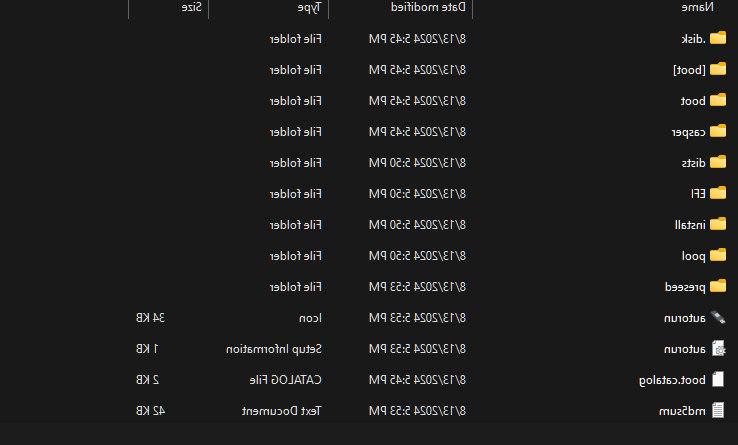 Name Date modified Type Size
.disk 8/13/2024 5:45 PM File folder
[boot] 8/13/2024 5:45 PM File folder
boot 8/13/2024 5:45 PM File folder
casper 8/13/2024 5:45 PM File folder
dists 8/13/2024 5:50 PM File folder
EFI 8/13/2024 5:50 PM File folder
install 8/13/2024 5:50 PM File folder
pool 8/13/2024 5:50 PM File folder
preseed 8/13/2024 5:53 PM File folder
autorun 8/13/2024 5:53 PM Icon 34 KB
autorun 8/13/2024 5:53 PM Setup Information 1 KB
boot.catalog 8/13/2024 5:45 PM CATALOG File 2 KB
md5sum 8/13/2024 5:53 PM Text Document 42 KB